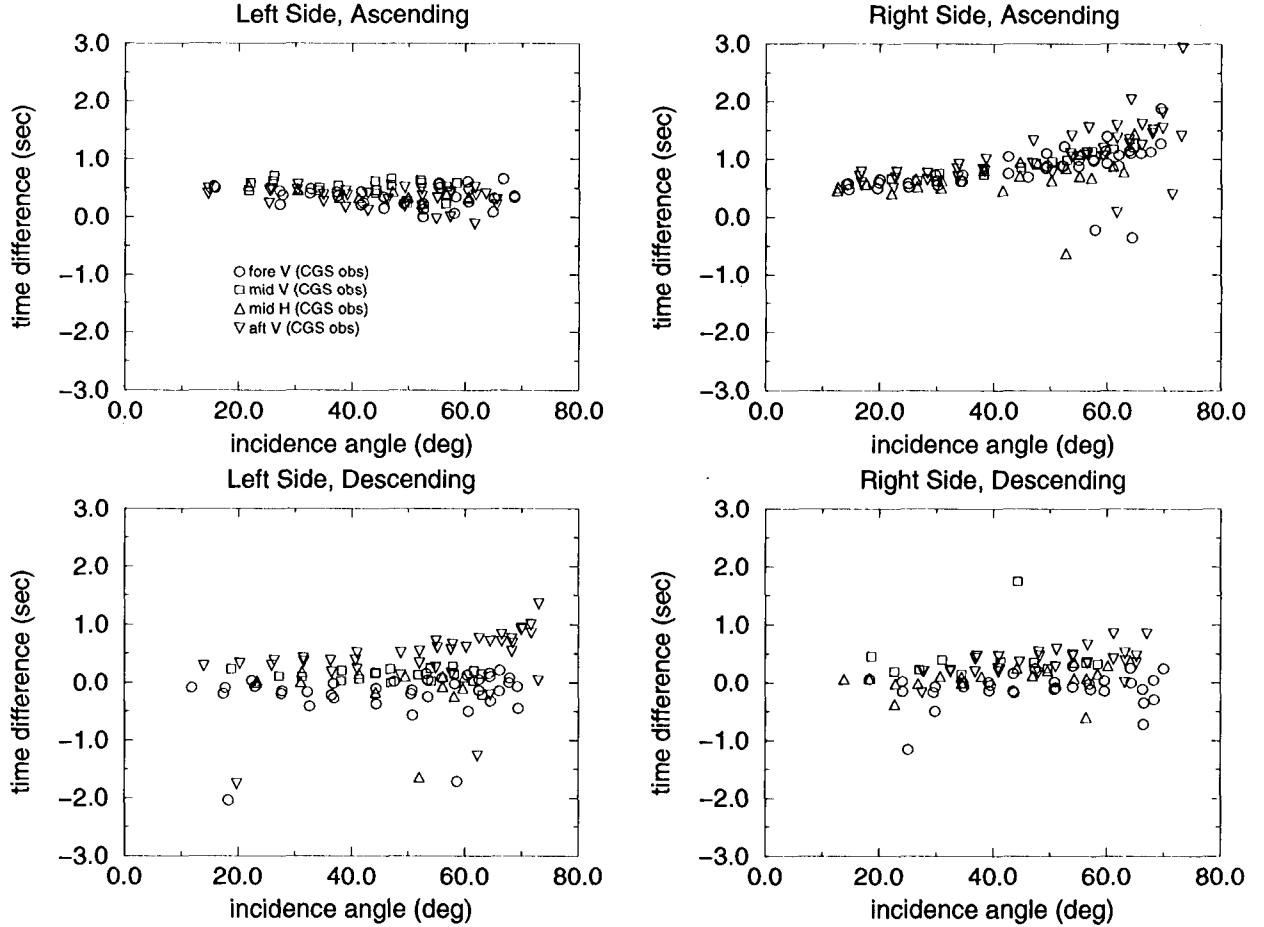 Left Side, Ascending
3.0
2.0
1.0
0.0
−1.0
−2.0
−3.0
time difference (sec)
fore V (CGS obs)
mid V (CGS obs)
mid H (CGS obs)
aft V (CGS obs)
0.0 20.0 40.0 60.0 80.0
incidence angle (deg)
Right Side, Ascending
3.0
2.0
1.0
0.0
−1.0
−2.0
−3.0
time difference (sec)
0.0 20.0 40.0 60.0 80.0
incidence angle (deg)
Left Side, Descending
3.0
2.0
1.0
0.0
−1.0
−2.0
−3.0
time difference (sec)
0.0 20.0 40.0 60.0 80.0
incidence angle (deg)
Right Side, Descending
3.0
2.0
1.0
0.0
−1.0
−2.0
−3.0
time difference (sec)
0.0 20.0 40.0 60.0 80.0
incidence angle (deg)